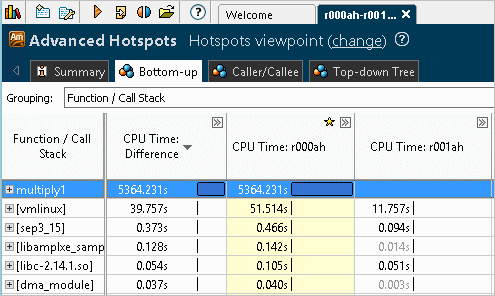 Welcome
r000ah-r001...
Am Advanced Hotspots Hotspots viewpoint (change)
Summary
Bottom-up
Caller/Callee
Top-down Tree
Grouping: Function / Call Stack
Function / Call Stack
CPU Time: Difference
CPU Time: r000ah
CPU Time: r001ah
multiply1 5364.231s 5364.231s
[vmlinux] 39.757s 51.514s 11.757s
[sep3_15] 0.373s 0.466s 0.094s
[libamplxe_samp 0.128s 0.142s 0.014s
[libc-2.14.1.so] 0.054s 0.105s 0.051s
[dma_module] 0.037s 0.040s 0.003s